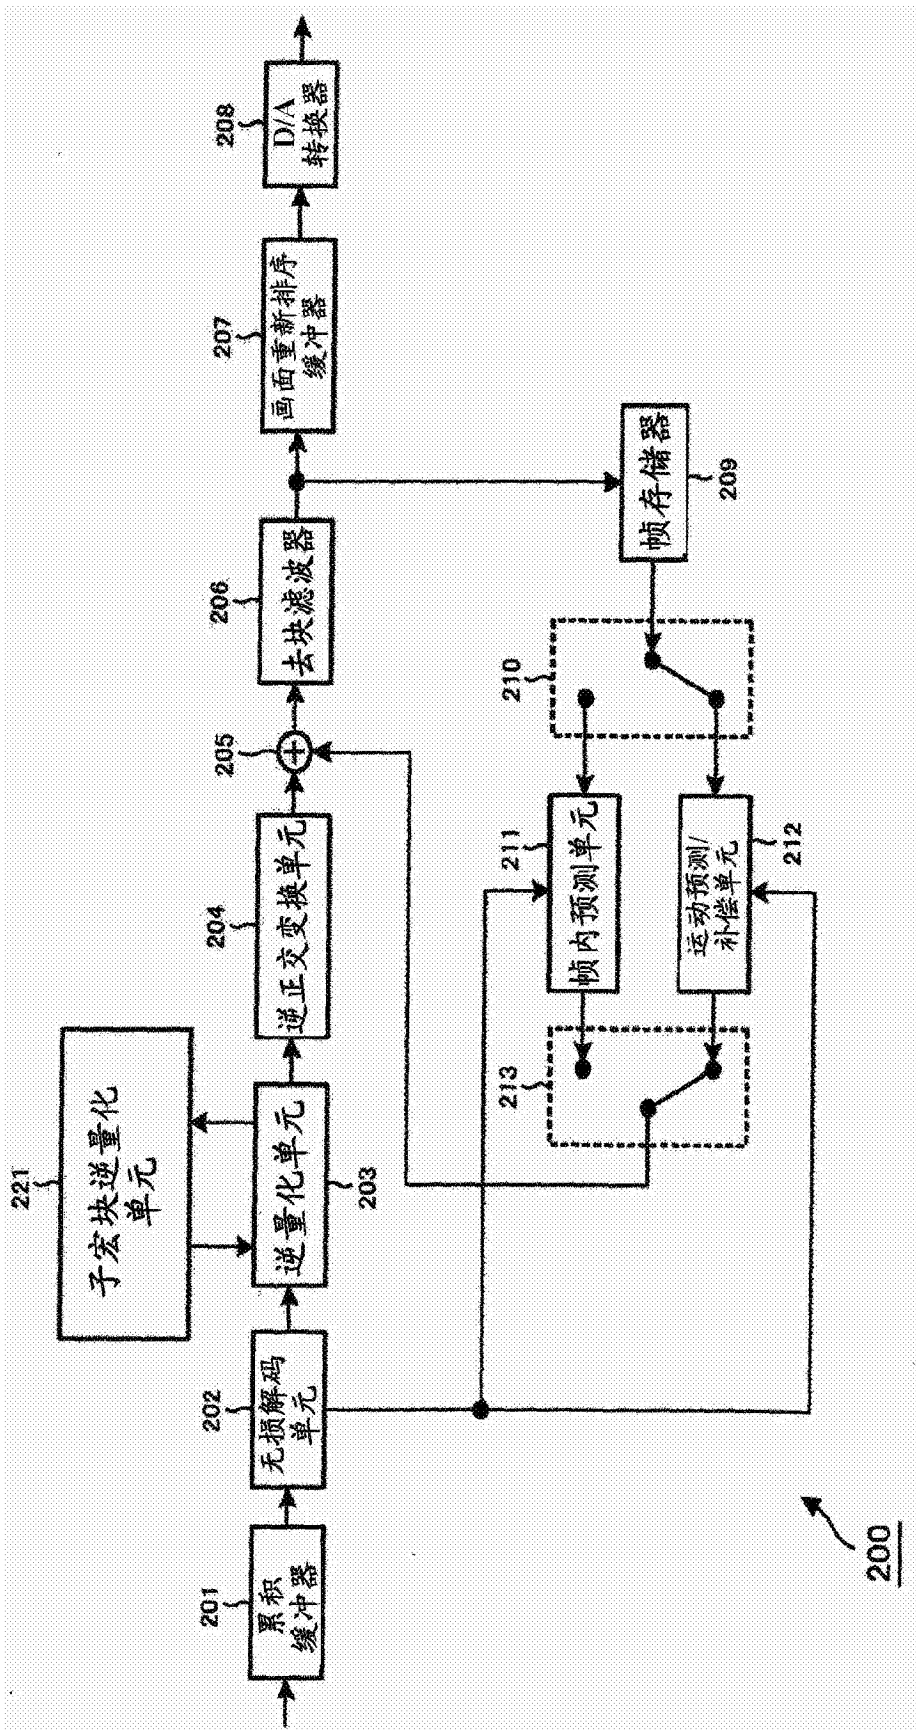 221
子宏块逆量化
单元
201
累积
缓冲器
202
无损解码
单元
203
逆量化单元
204
逆正交变换单元
205
+
206
去块滤波器
207
画面重新排序
缓冲器
208
D/A
转换器
209
帧存储器
210
211
帧内预测单元
212
运动预测/
补偿单元
213
200